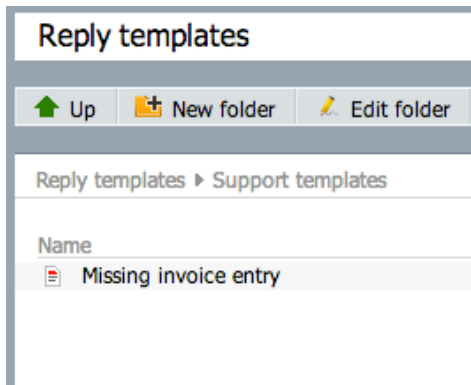 Reply templates
Up New folder Edit folder
Reply templates ▸ Support templates
Name
Missing invoice entry